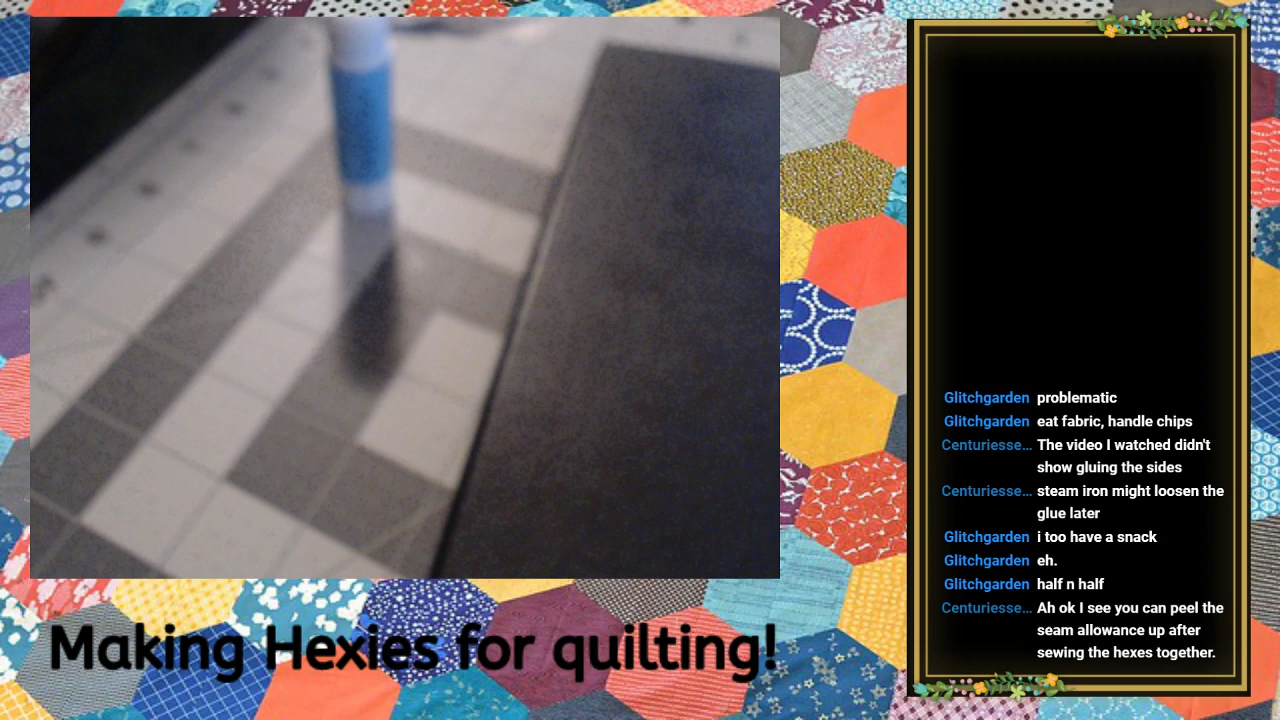 Glitchgarden problematic
Glitchgarden eat fabric, handle chips
Centuriesse… The video I watched didn't
show gluing the sides
Centuriesse… steam iron might loosen the
glue later
Glitchgarden i too have a snack
Glitchgarden eh.
Glitchgarden half n half
Centuriesse… Ah ok I see you can peel the
seam allowance up after
sewing the hexes together.
Making Hexies for quilting!